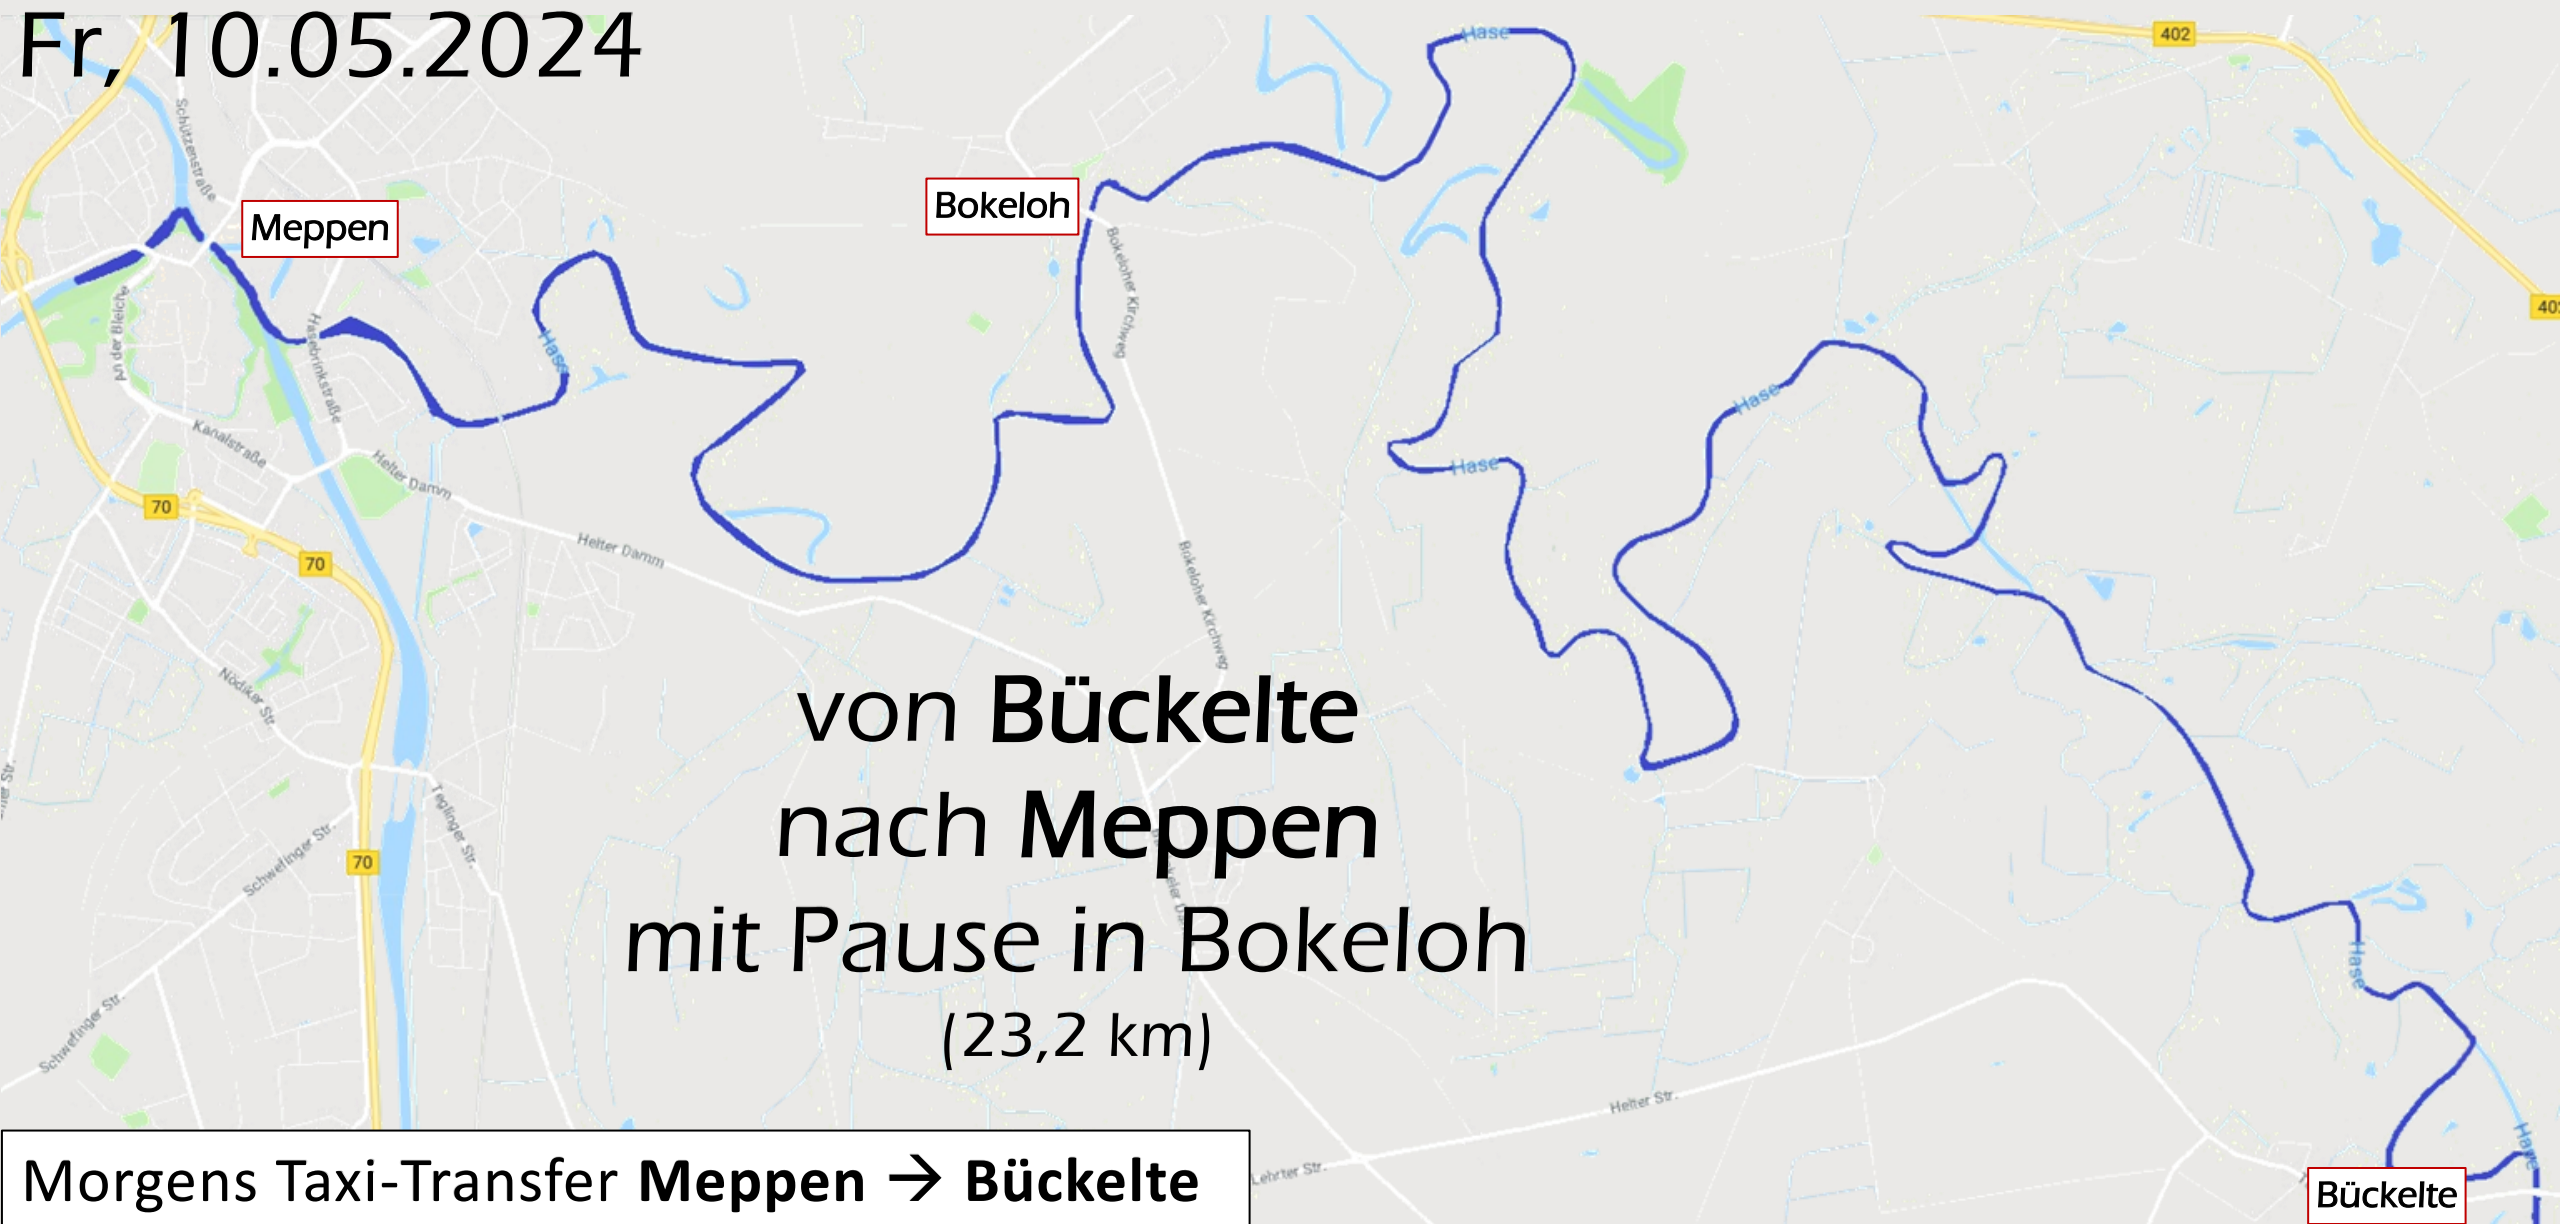 Fr, 10.05.2024
Hase
402
Schützenstraße
Bokeloh
Meppen
Bokeloher Kirchweg
402
An der Bleiche
Hasebrinkstraße
Hase
Hase
Kanalstraße
Helter Damm
Hase
70
Helter Damm
70
Bokeloher Kirchweg
Nödiker Str.
von Bückelte
nach Meppen
mit Pause in Bokeloh
(23,2 km)
Teglinger Str.
Schwefinger Str.
70
Hase
Schwefinger Str.
Helter Str.
Hase
Lehrter Str.
Morgens Taxi-Transfer Meppen → Bückelte
Bückelte